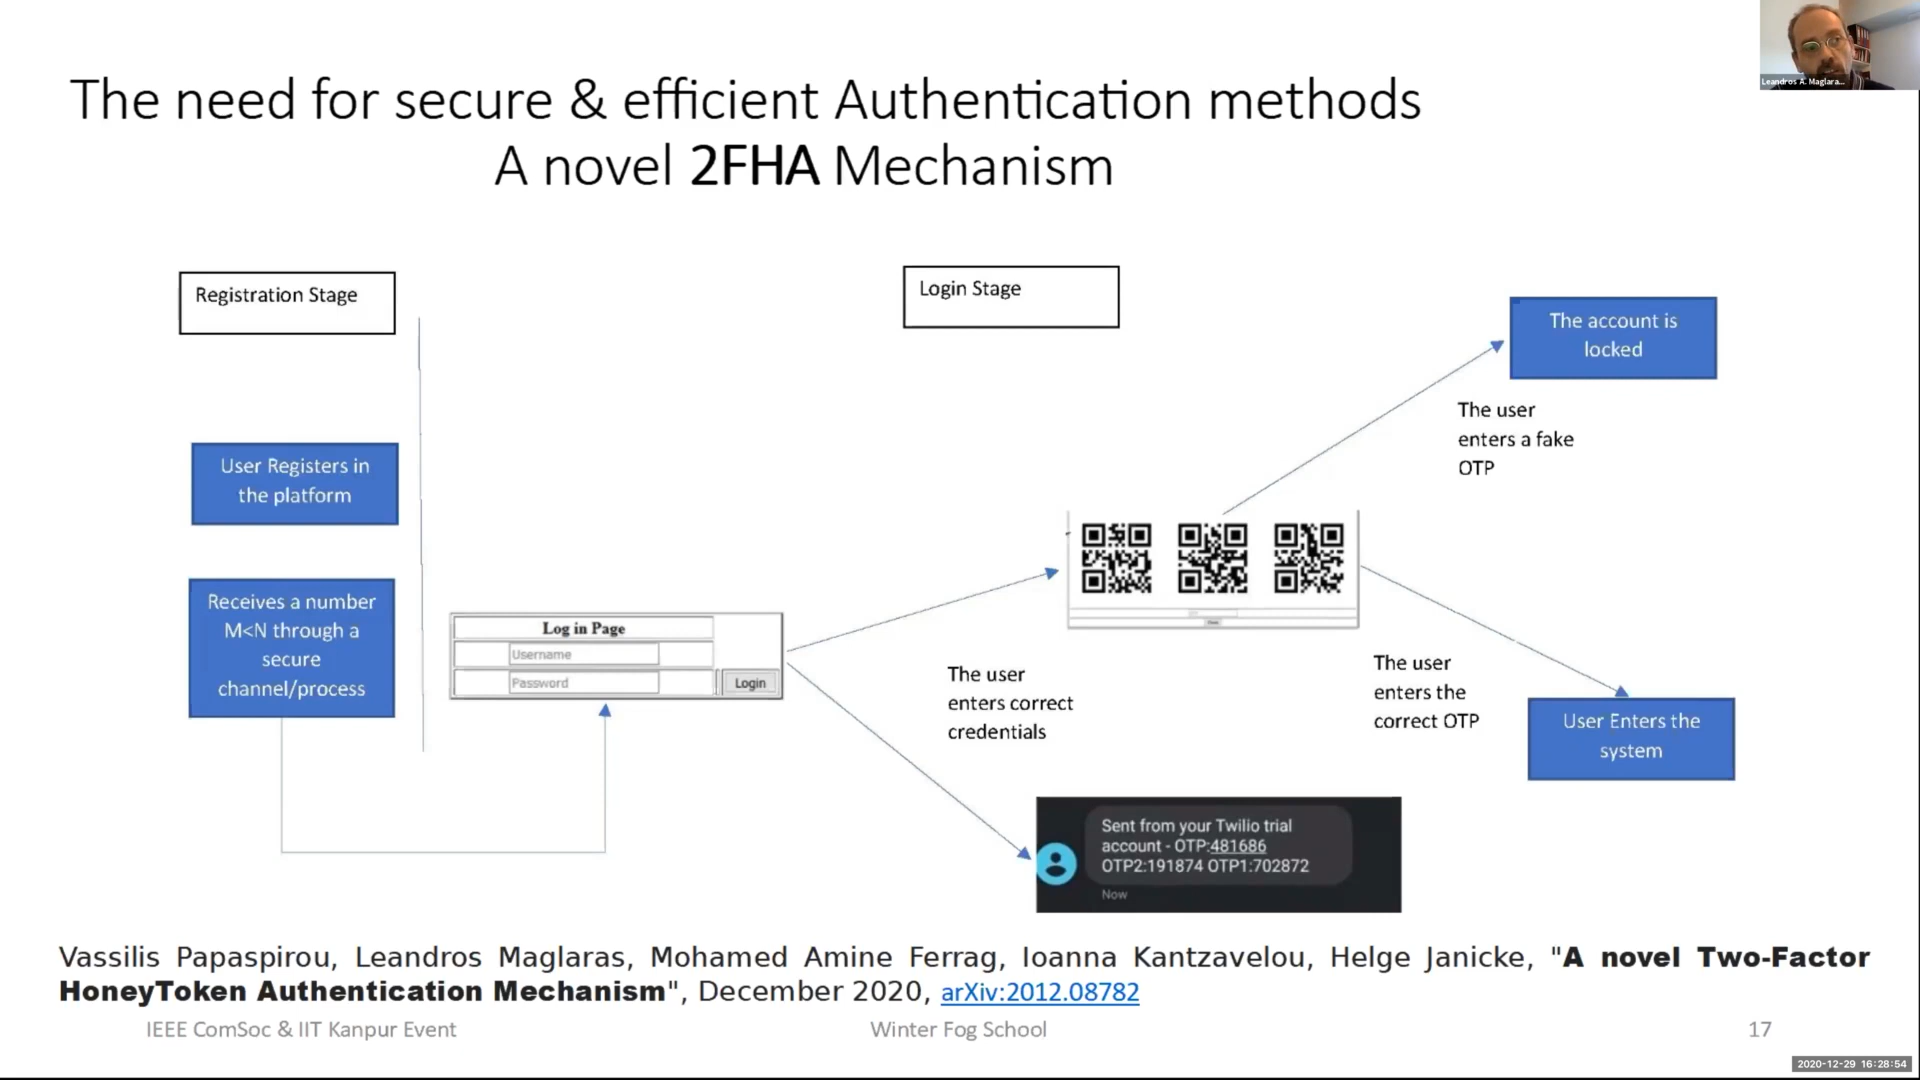 Leandros A. Maglara...
The need for secure & efficient Authentication methods
A novel 2FHA Mechanism
Registration Stage
Login Stage
The account is
locked
The user
enters a fake
OTP
User Registers in
the platform
Receives a number
M<N through a
secure
channel/process
Log in Page
Username
Password
Login
The user
enters correct
credentials
The user
enters the
correct OTP
User Enters the
system
Sent from your Twilio trial
account - OTP:481686
OTP2:191874 OTP1:702872
Now
Vassilis Papaspirou, Leandros Maglaras, Mohamed Amine Ferrag, Ioanna Kantzavelou, Helge Janicke, "A novel Two-Factor
HoneyToken Authentication Mechanism", December 2020, arXiv:2012.08782
IEEE ComSoc & IIT Kanpur Event
Winter Fog School
17
2020-12-29 16:28:54